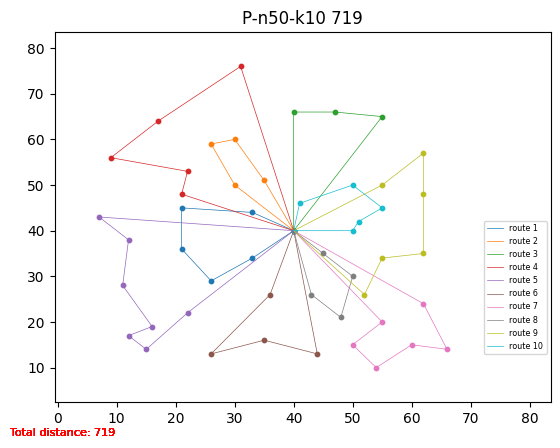 P-n50-k10 719
80
70
60
50
40
30
20
10
0 10 20 30 40 50 60 70 80
route 1
route 2
route 3
route 4
route 5
route 6
route 7
route 8
route 9
route 10
Total distance: 719